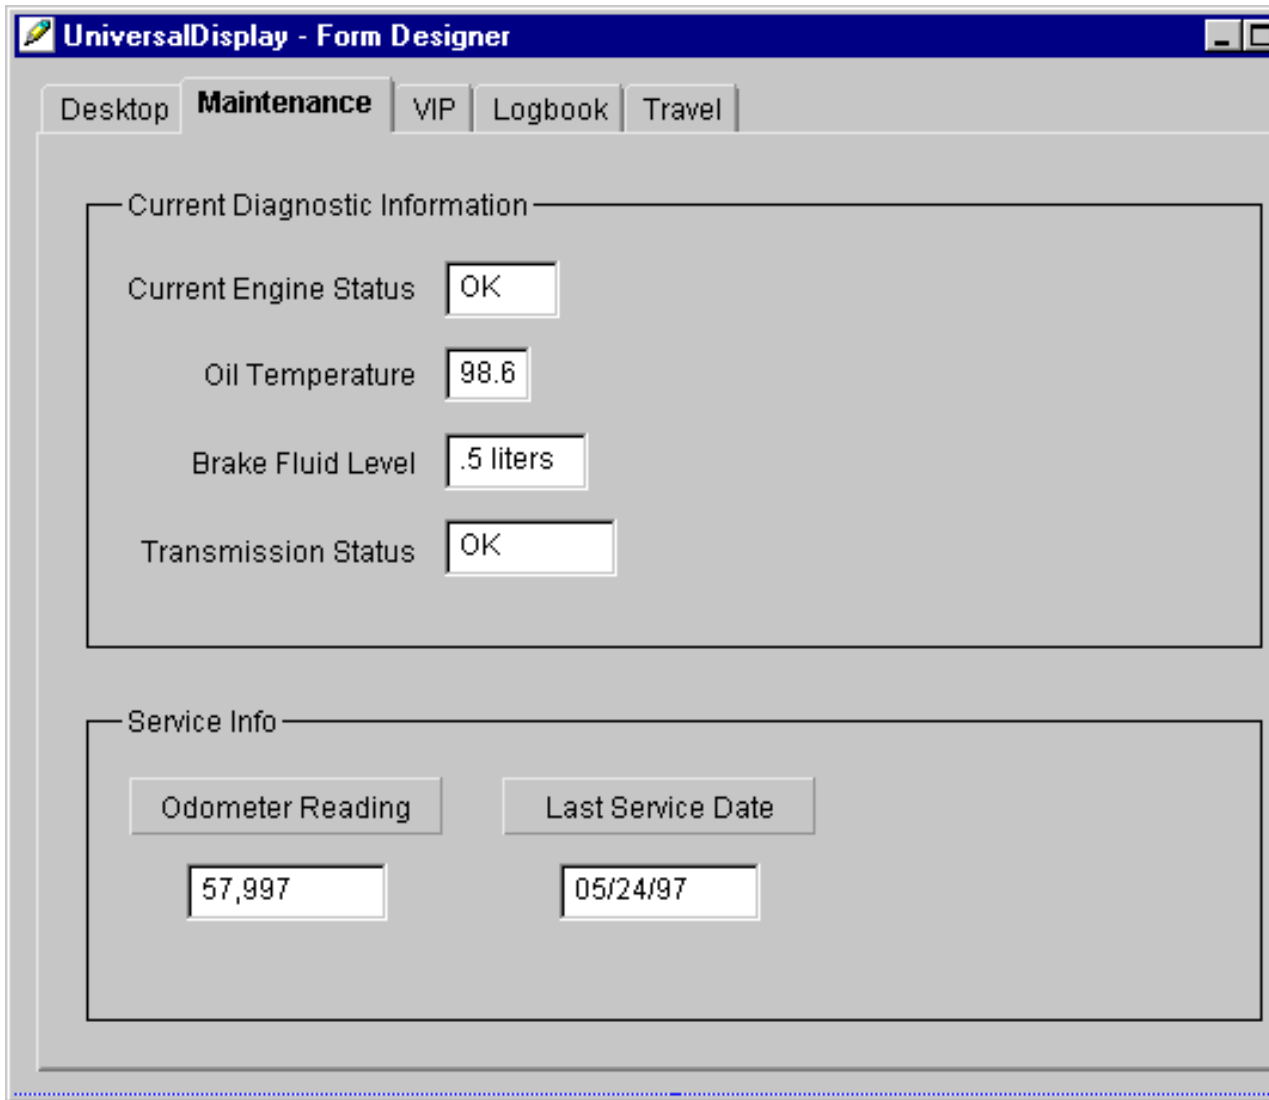 UniversalDisplay - Form Designer
Desktop Maintenance VIP Logbook Travel
Current Diagnostic Information
Current Engine Status OK
Oil Temperature 98.6
Brake Fluid Level .5 liters
Transmission Status OK
Service Info
Odometer Reading Last Service Date
57,997 05/24/97